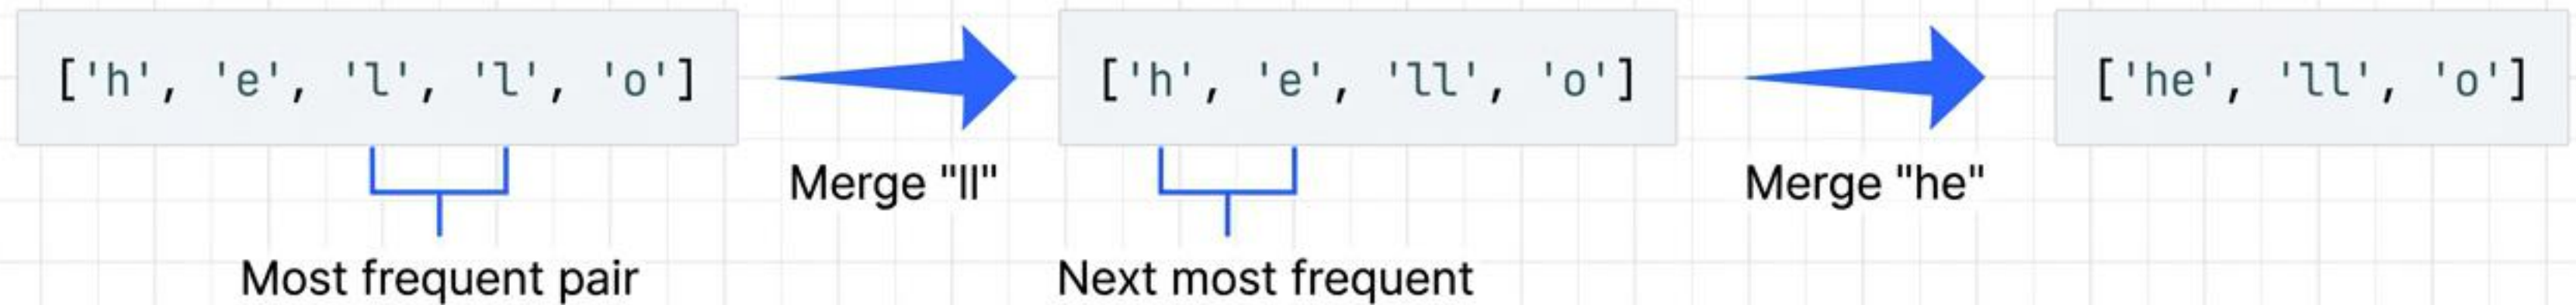 ['h', 'e', 'l', 'l', 'o']
['h', 'e', 'll', 'o']
['he', 'll', 'o']
Merge "ll"
Merge "he"
Most frequent pair
Next most frequent